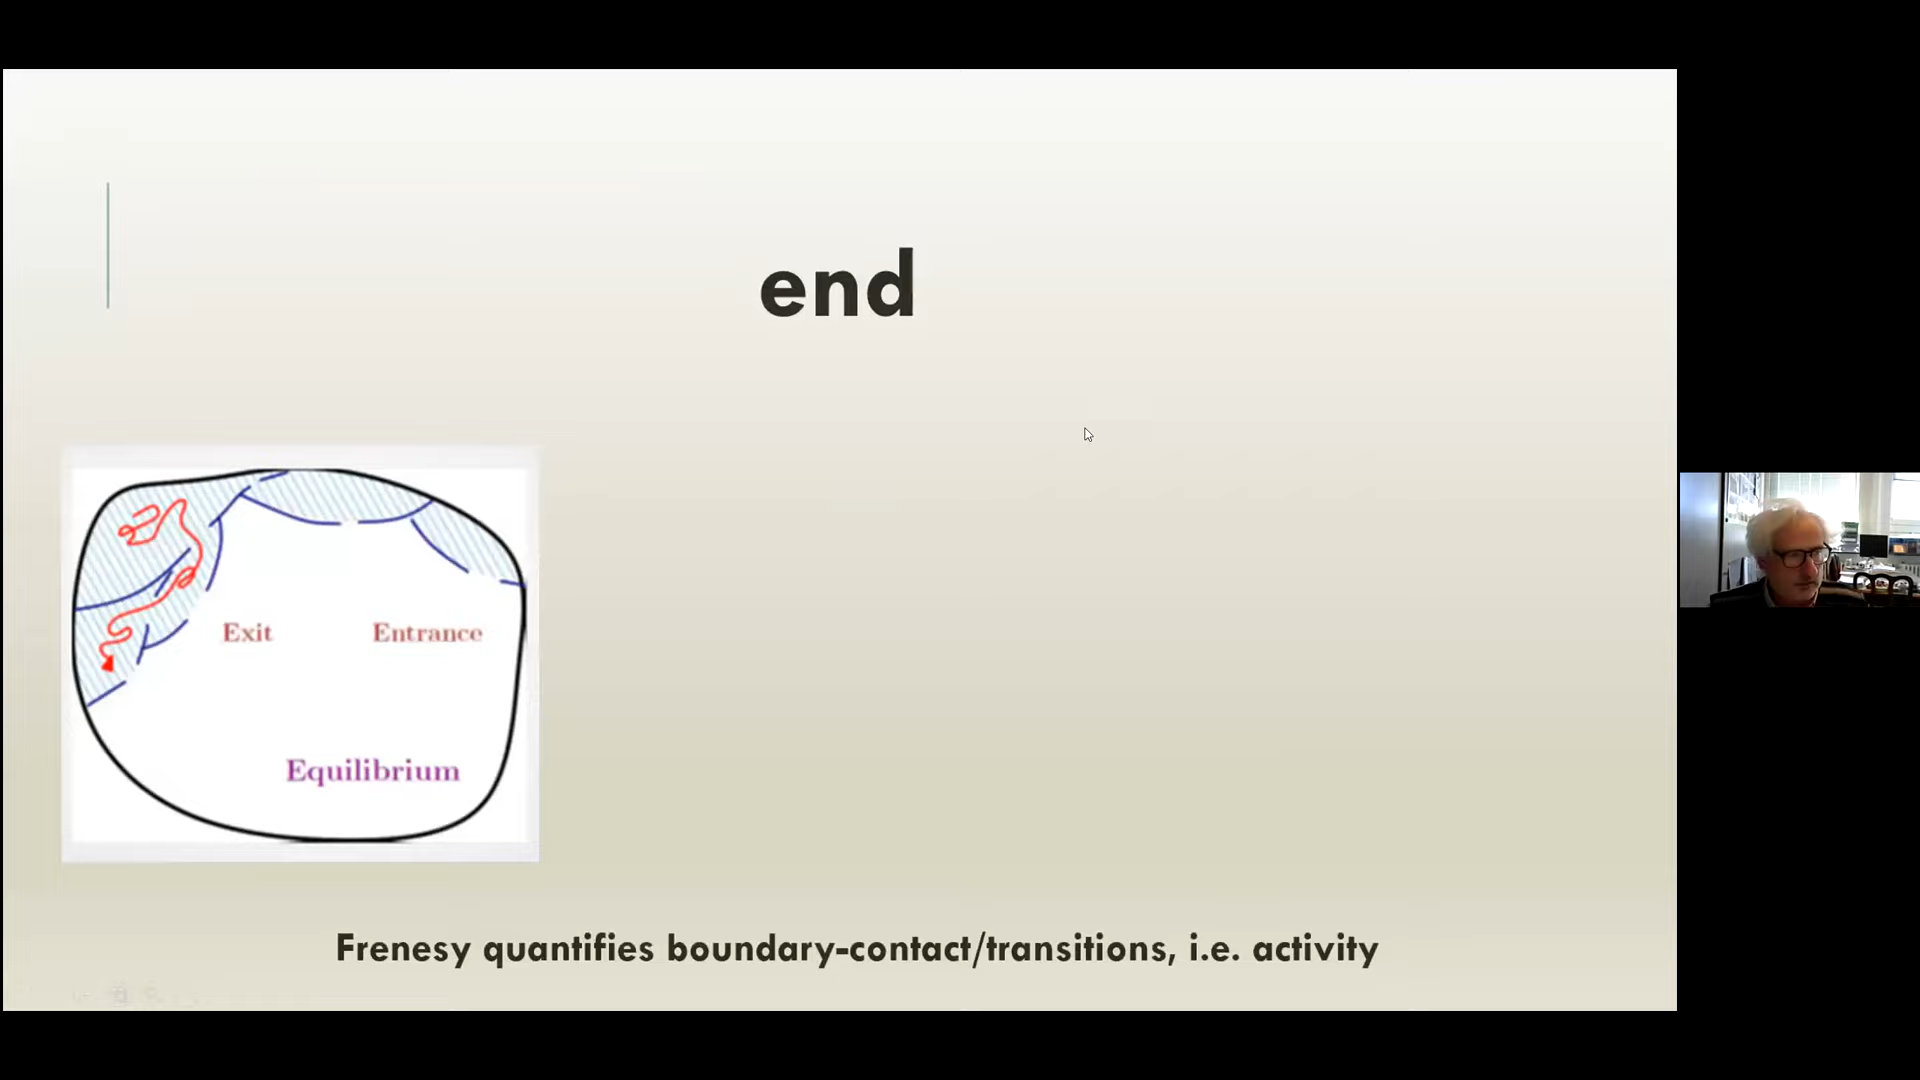 end
Exit
Entrance
Equilibrium
Frenesy quantifies boundary-contact/transitions, i.e. activity